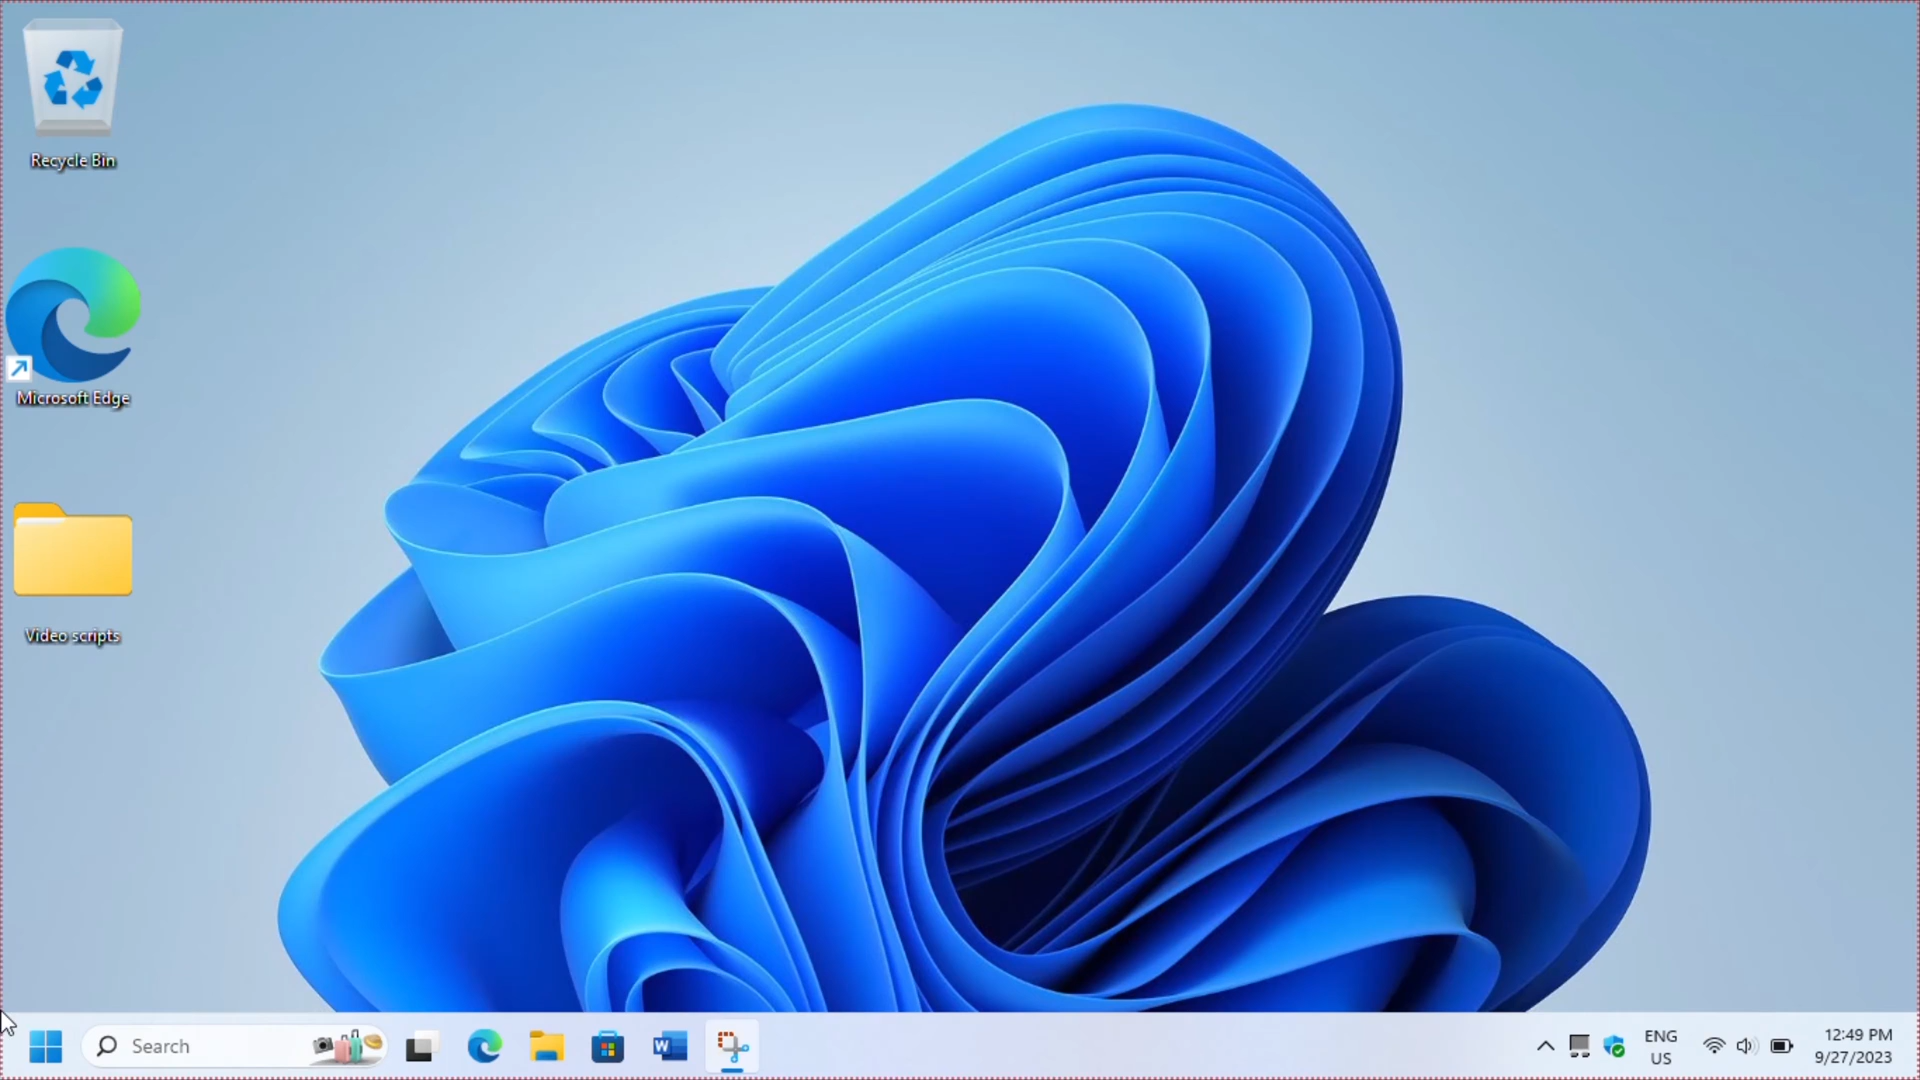 Recycle Bin
Microsoft Edge
Video scripts
Search
W
ENG
US
12:49 PM
9/27/2023